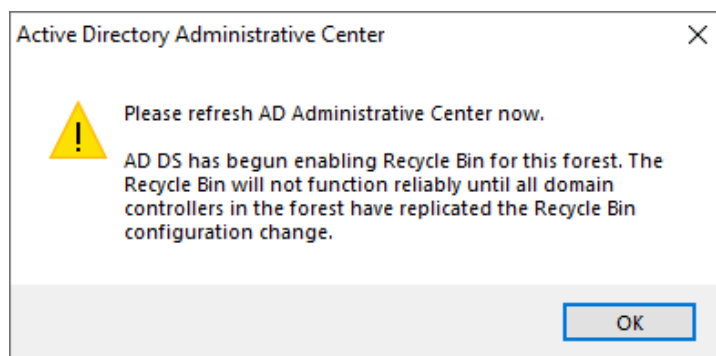 Active Directory Administrative Center
Please refresh AD Administrative Center now.
AD DS has begun enabling Recycle Bin for this forest. The
Recycle Bin will not function reliably until all domain
controllers in the forest have replicated the Recycle Bin
configuration change.
OK